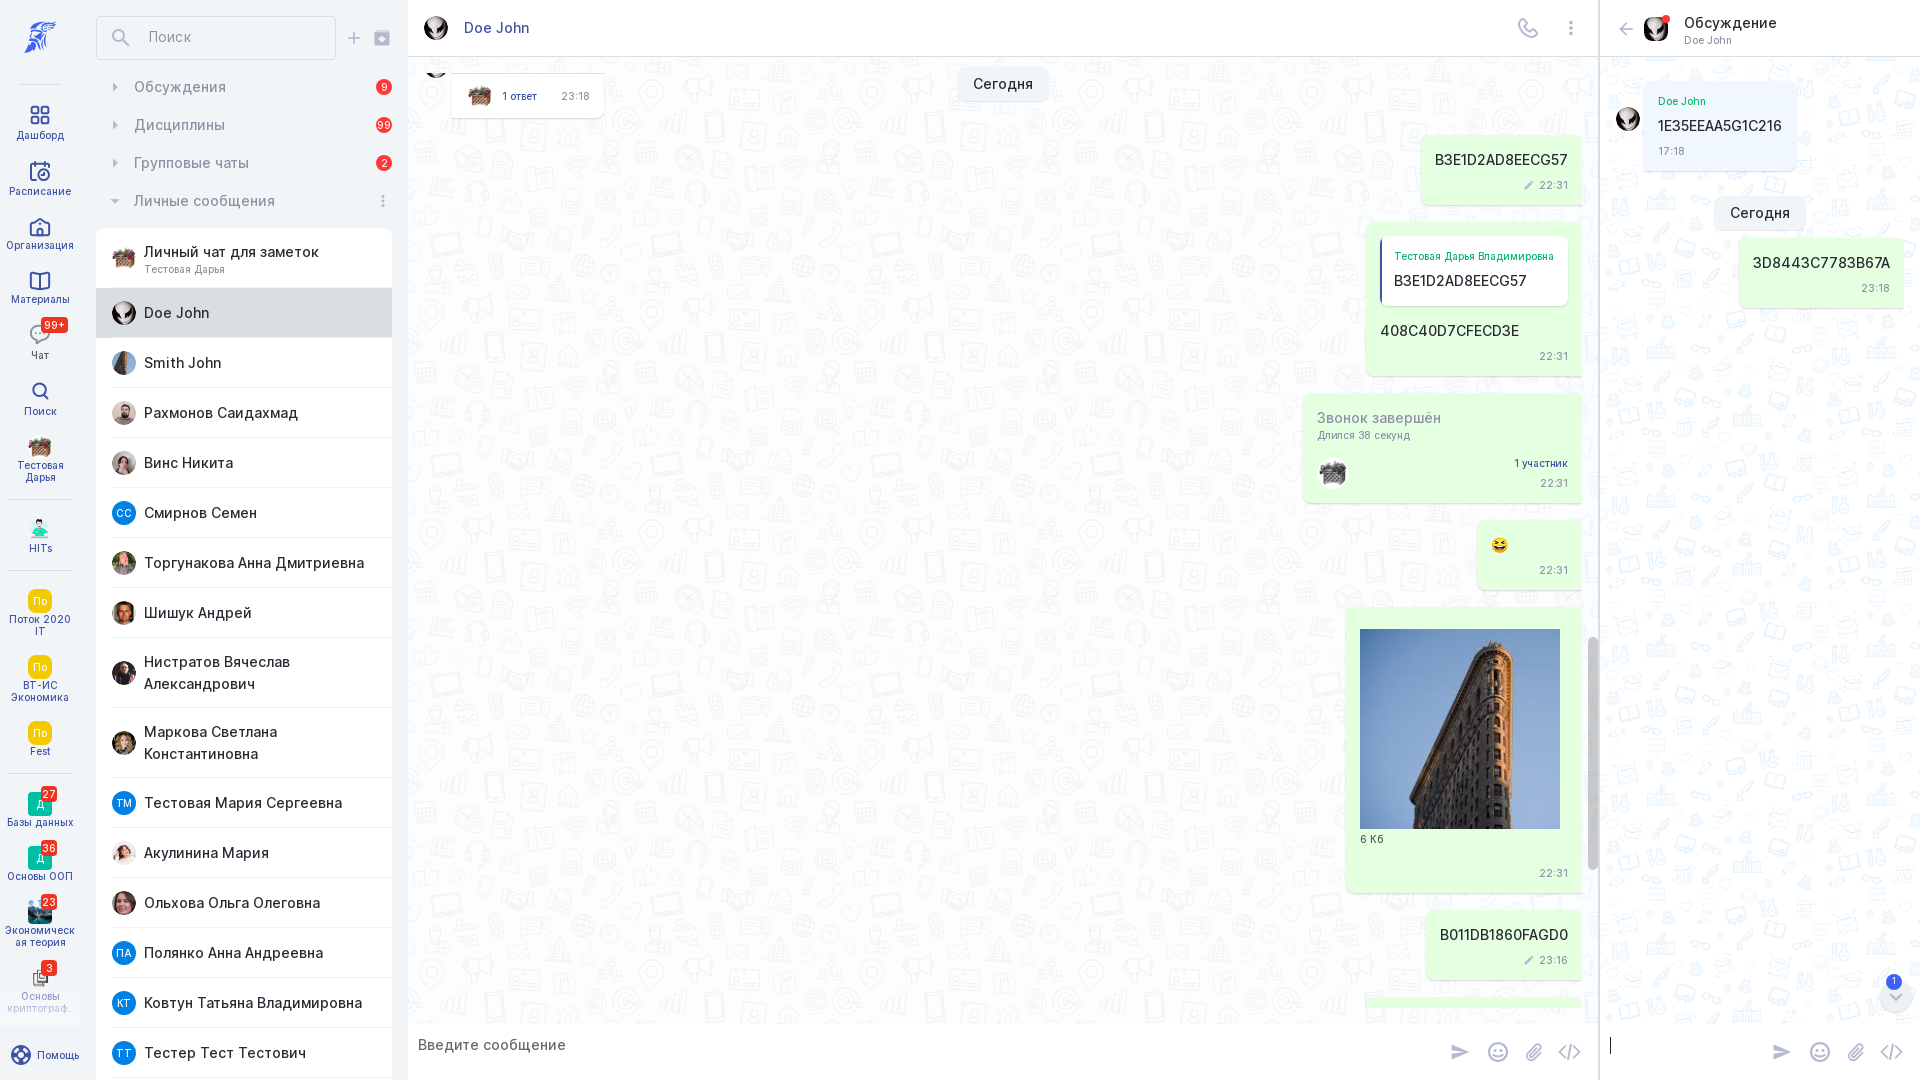 Дашборд
Расписание
Организация
Материалы
99+
Чат
Поиск
Тестовая
Дарья
HITs
По
Поток 2020
IT
По
ВТ-ИС
Экономика
По
Fest
27
Д
Базы данных
36
Д
Основы ООП
23
Экономическ
ая теория
3
Основы
криптограф...
Помощь
Поиск
Обсуждения
9
Дисциплины
99
Групповые чаты
2
Личные сообщения
Личный чат для заметок
Тестовая Дарья
Doe John
Smith John
Рахмонов Саидахмад
Винс Никита
СС
Смирнов Семен
Торгунакова Анна Дмитриевна
Шишук Андрей
Нистратов Вячеслав
Александрович
Маркова Светлана
Константиновна
ТМ
Тестовая Мария Сергеевна
Акулинина Мария
Ольхова Ольга Олеговна
ПА
Полянко Анна Андреевна
КТ
Ковтун Татьяна Владимировна
ТТ
Тестер Тест Тестович
Doe John
1 ответ
23:18
Сегодня
B3E1D2AD8EECG57
22:31
Тестовая Дарья Владимировна
B3E1D2AD8EECG57
408C40D7CFECD3E
22:31
Звонок завершён
Длился 38 секунд
1 участник
22:31
22:31
6 Кб
22:31
B011DB1860FAGD0
23:16
Введите сообщение
Обсуждение
Doe John
Doe John
1E35EEAA5G1C216
17:18
Сегодня
3D8443C7783B67A
23:18
1